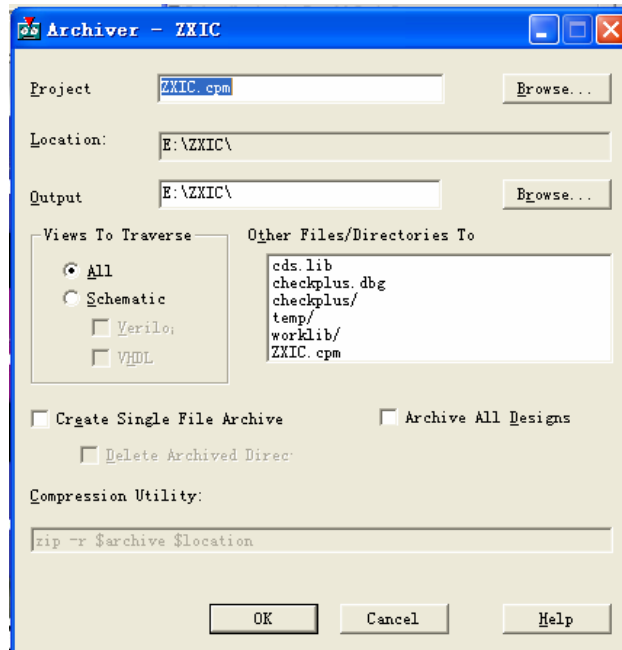 Archiver - ZXIC
Project ZXIC.cpm Browse...
Location: E:\ZXIC\
Output E:\ZXIC\ Browse...
Views To Traverse Other Files/Directories To
All
Schematic
VHDL
cds.lib
checkplus.dbg
checkplus/
temp/
worklib/
ZXIC.cpm
Create Single File Archive Archive All Designs
Delete Archived Direc
Compression Utility:
zip -r $archive $location
OK Cancel Help